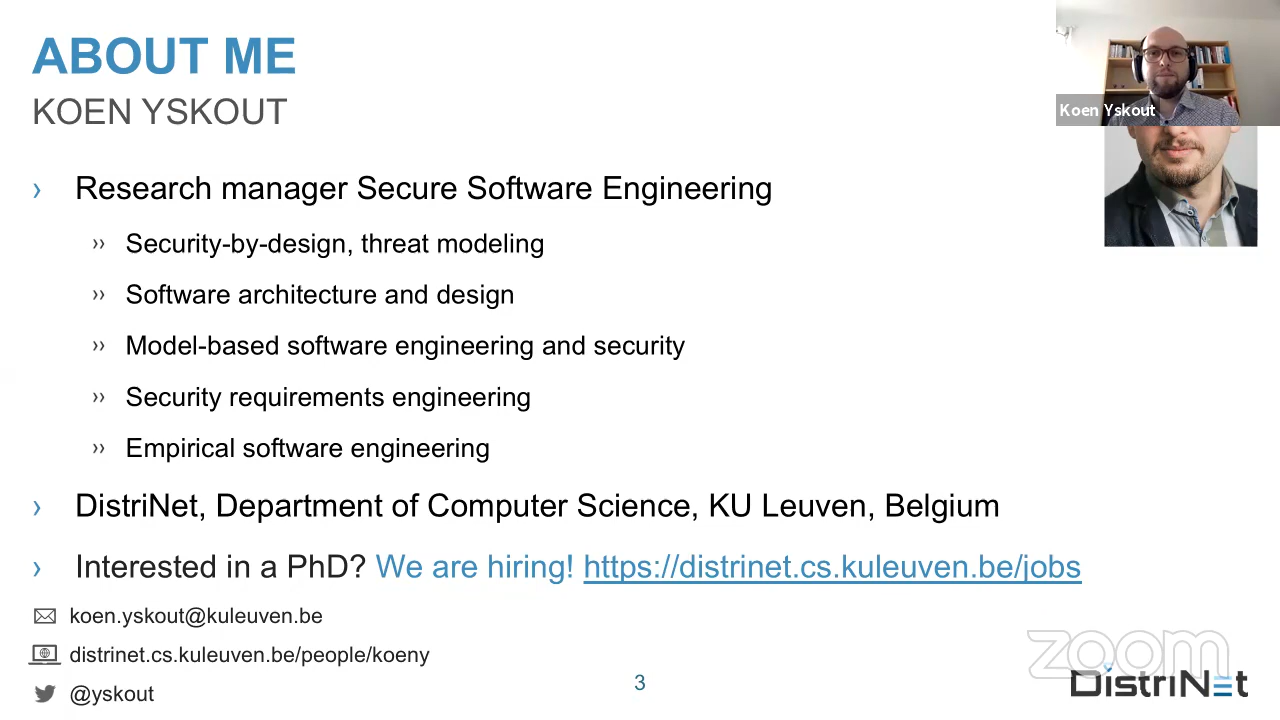 ABOUT ME
KOEN YSKOUT
Koen Yskout
› Research manager Secure Software Engineering
›› Security-by-design, threat modeling
›› Software architecture and design
›› Model-based software engineering and security
›› Security requirements engineering
›› Empirical software engineering
› DistriNet, Department of Computer Science, KU Leuven, Belgium
› Interested in a PhD? We are hiring! https://distrinet.cs.kuleuven.be/jobs
koen.yskout@kuleuven.be
distrinet.cs.kuleuven.be/people/koeny
@yskout
3
zoom
DistriNet